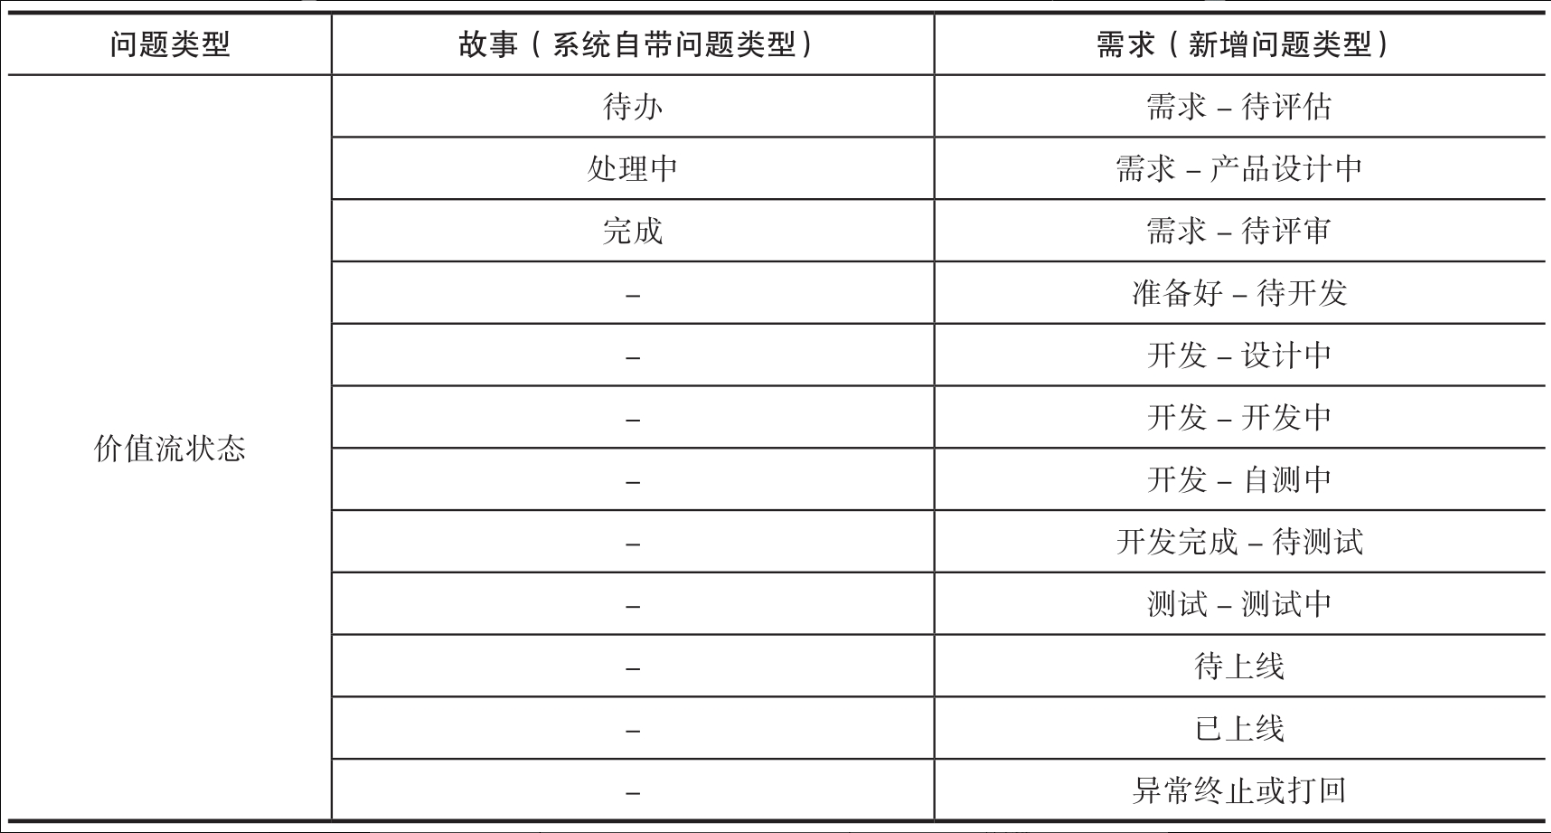 问题类型 故事（系统自带问题类型） 需求（新增问题类型）
待办 需求 – 待评估
处理中 需求 – 产品设计中
完成 需求 – 待评审
– 准备好 – 待开发
– 开发 – 设计中
– 开发 – 开发中
价值流状态
– 开发 – 自测中
– 开发完成 – 待测试
– 测试 – 测试中
– 待上线
– 已上线
– 异常终止或打回